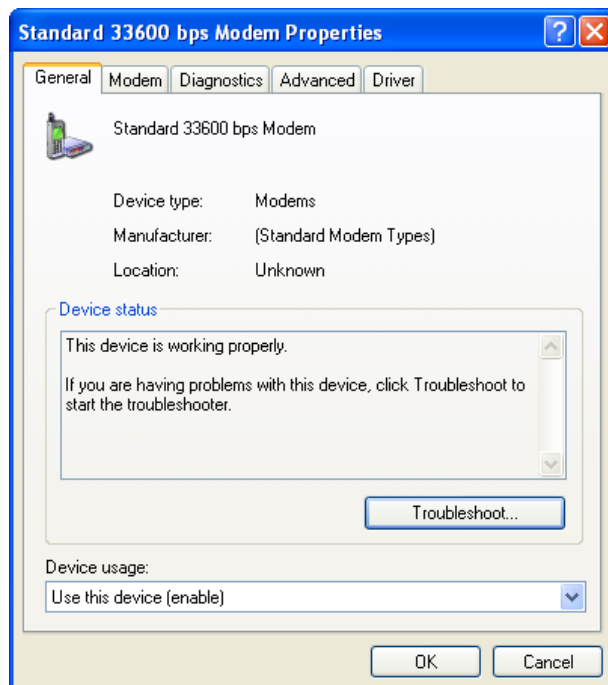 Standard 33600 bps Modem Properties
General Modem Diagnostics Advanced Driver
Standard 33600 bps Modem
Device type: Modems
Manufacturer: (Standard Modem Types)
Location: Unknown
Device status
This device is working properly.
If you are having problems with this device, click Troubleshoot to
start the troubleshooter.
Troubleshoot...
Device usage:
Use this device (enable)
OK Cancel